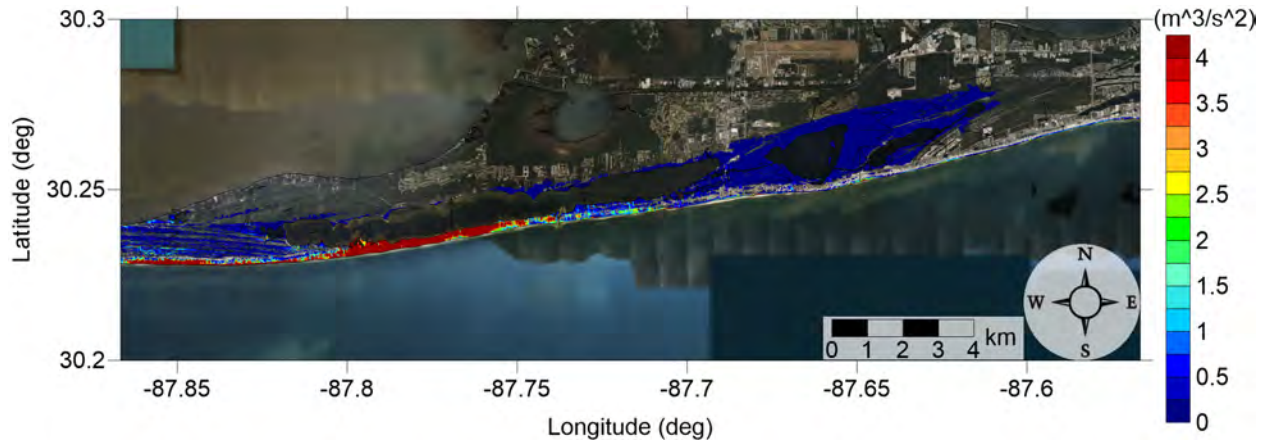 (m^3/s^2)
30.3
30.25
30.2
Latitude (deg)
4
3.5
3
2.5
2
1.5
1
0.5
0
N
W E
S
km
0 1 2 3 4
-87.85 -87.8 -87.75 -87.7 -87.65 -87.6
Longitude (deg)